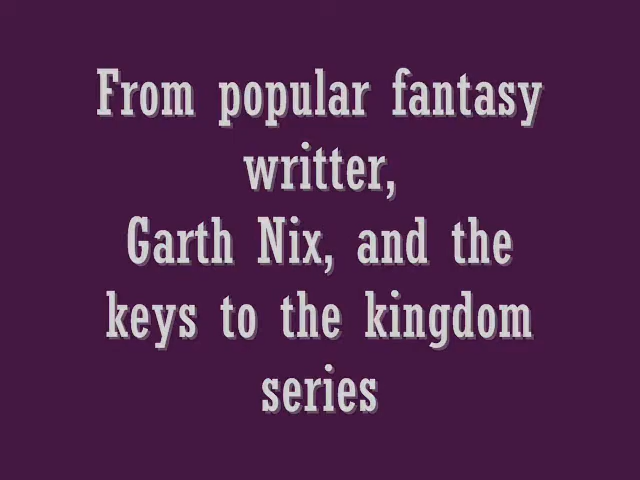 From popular fantasy
writter,
Garth Nix, and the
keys to the kingdom
series